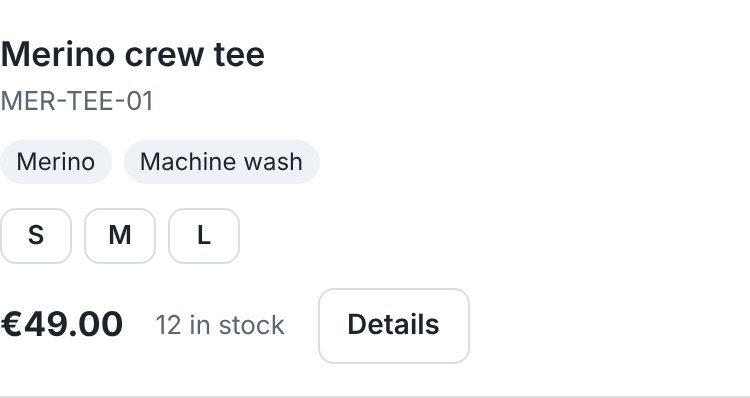 Merino crew tee
MER-TEE-01
Merino Machine wash
S M L
€49.00 12 in stock Details